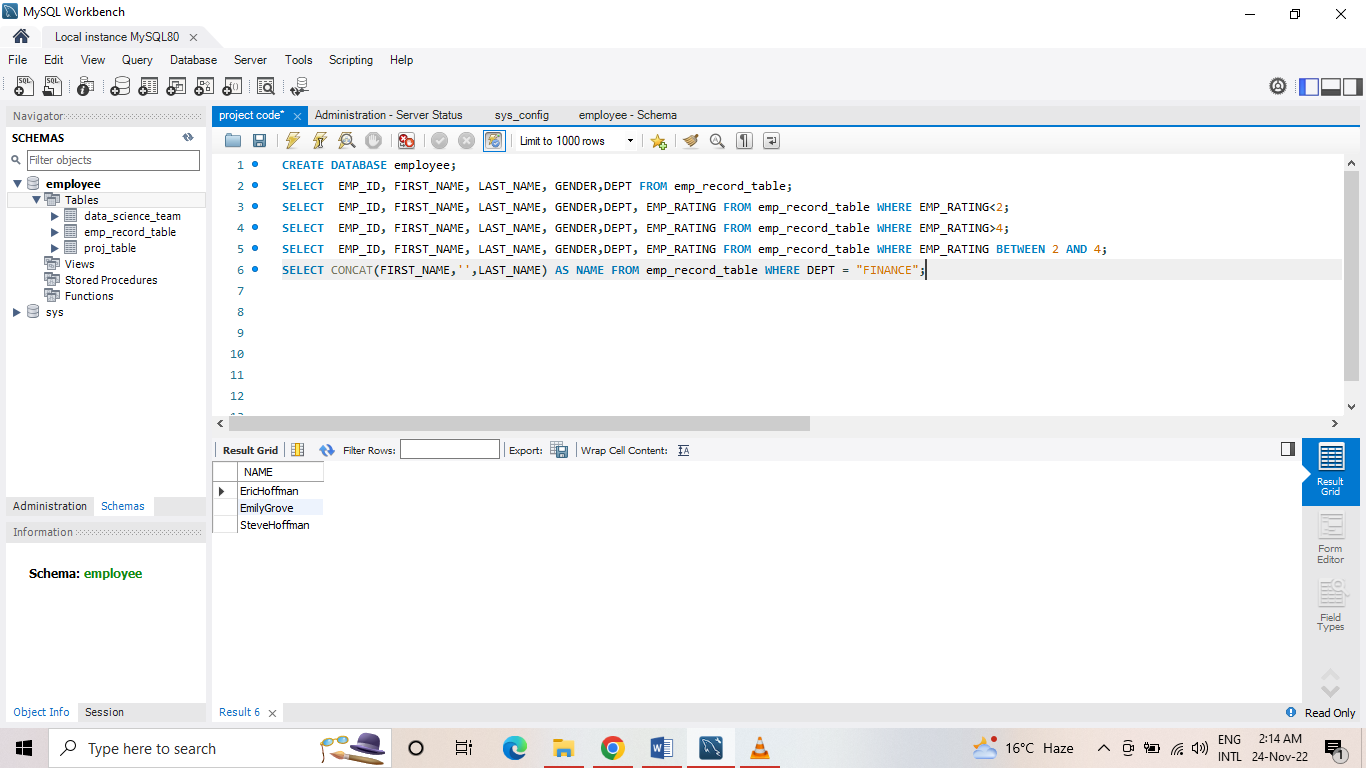 MySQL Workbench
Local instance MySQL80
File Edit View Query Database Server Tools Scripting Help
Navigator
SCHEMAS
Filter objects
employee
Tables
data_science_team
emp_record_table
proj_table
Views
Stored Procedures
Functions
sys
Administration Schemas
Information
Schema: employee
Object Info Session
project code* Administration - Server Status sys_config employee - Schema
Limit to 1000 rows
1 CREATE DATABASE employee;
2 SELECT  EMP_ID, FIRST_NAME, LAST_NAME, GENDER,DEPT FROM emp_record_table;
3 SELECT  EMP_ID, FIRST_NAME, LAST_NAME, GENDER,DEPT, EMP_RATING FROM emp_record_table WHERE EMP_RATING<2;
4 SELECT  EMP_ID, FIRST_NAME, LAST_NAME, GENDER,DEPT, EMP_RATING FROM emp_record_table WHERE EMP_RATING>4;
5 SELECT  EMP_ID, FIRST_NAME, LAST_NAME, GENDER,DEPT, EMP_RATING FROM emp_record_table WHERE EMP_RATING BETWEEN 2 AND 4;
6 SELECT CONCAT(FIRST_NAME,'',LAST_NAME) AS NAME FROM emp_record_table WHERE DEPT = "FINANCE";
7
8
9
10
11
12
Result Grid Filter Rows: Export: Wrap Cell Content:
NAME
EricHoffman
EmilyGrove
SteveHoffman
Result
Grid
Form
Editor
Field
Types
Result 6
Read Only
Type here to search
16°C Haze
ENG
INTL
2:14 AM
24-Nov-22
1